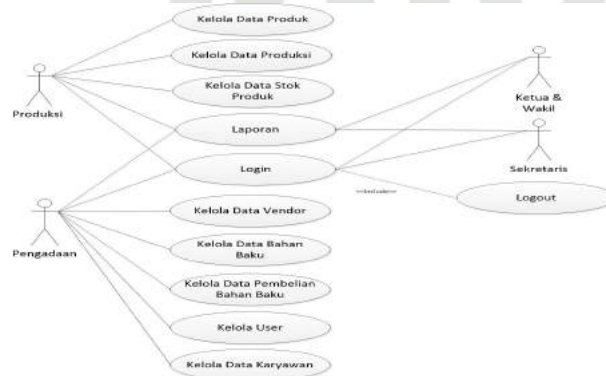 Kelola Data Produk
Kelola Data Produksi
Kelola Data Stok
Produk
Laporan
Login
Kelola Data Vendor
Kelola Data Bahan
Baku
Kelola Data Pembelian
Bahan Baku
Kelola User
Kelola Data Karyawan
Produksi
Pengadaan
Ketua &
Wakil
Sekretaris
<<include>>
Logout